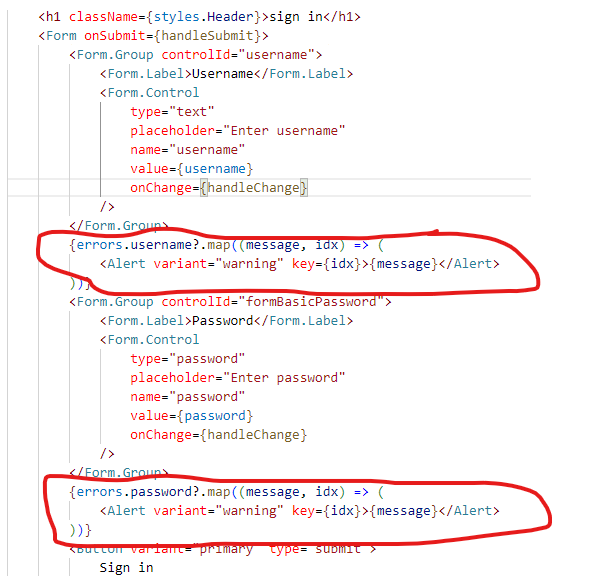 <h1 className={styles.Header}>sign in</h1>
<Form onSubmit={handleSubmit}>
<Form.Group controlId="username">
<Form.Label>Username</Form.Label>
<Form.Control
type="text"
placeholder="Enter username"
name="username"
value={username}
onChange={handleChange}
/>
</Form.Group>
{errors.username?.map((message, idx) => (
<Alert variant="warning" key={idx}>{message}</Alert>
))}
<Form.Group controlId="formBasicPassword">
<Form.Label>Password</Form.Label>
<Form.Control
type="password"
placeholder="Enter password"
name="password"
value={password}
onChange={handleChange}
/>
</Form.Group>
{errors.password?.map((message, idx) => (
<Alert variant="warning" key={idx}>{message}</Alert>
))}
<Button variant="primary" type="submit">
Sign in